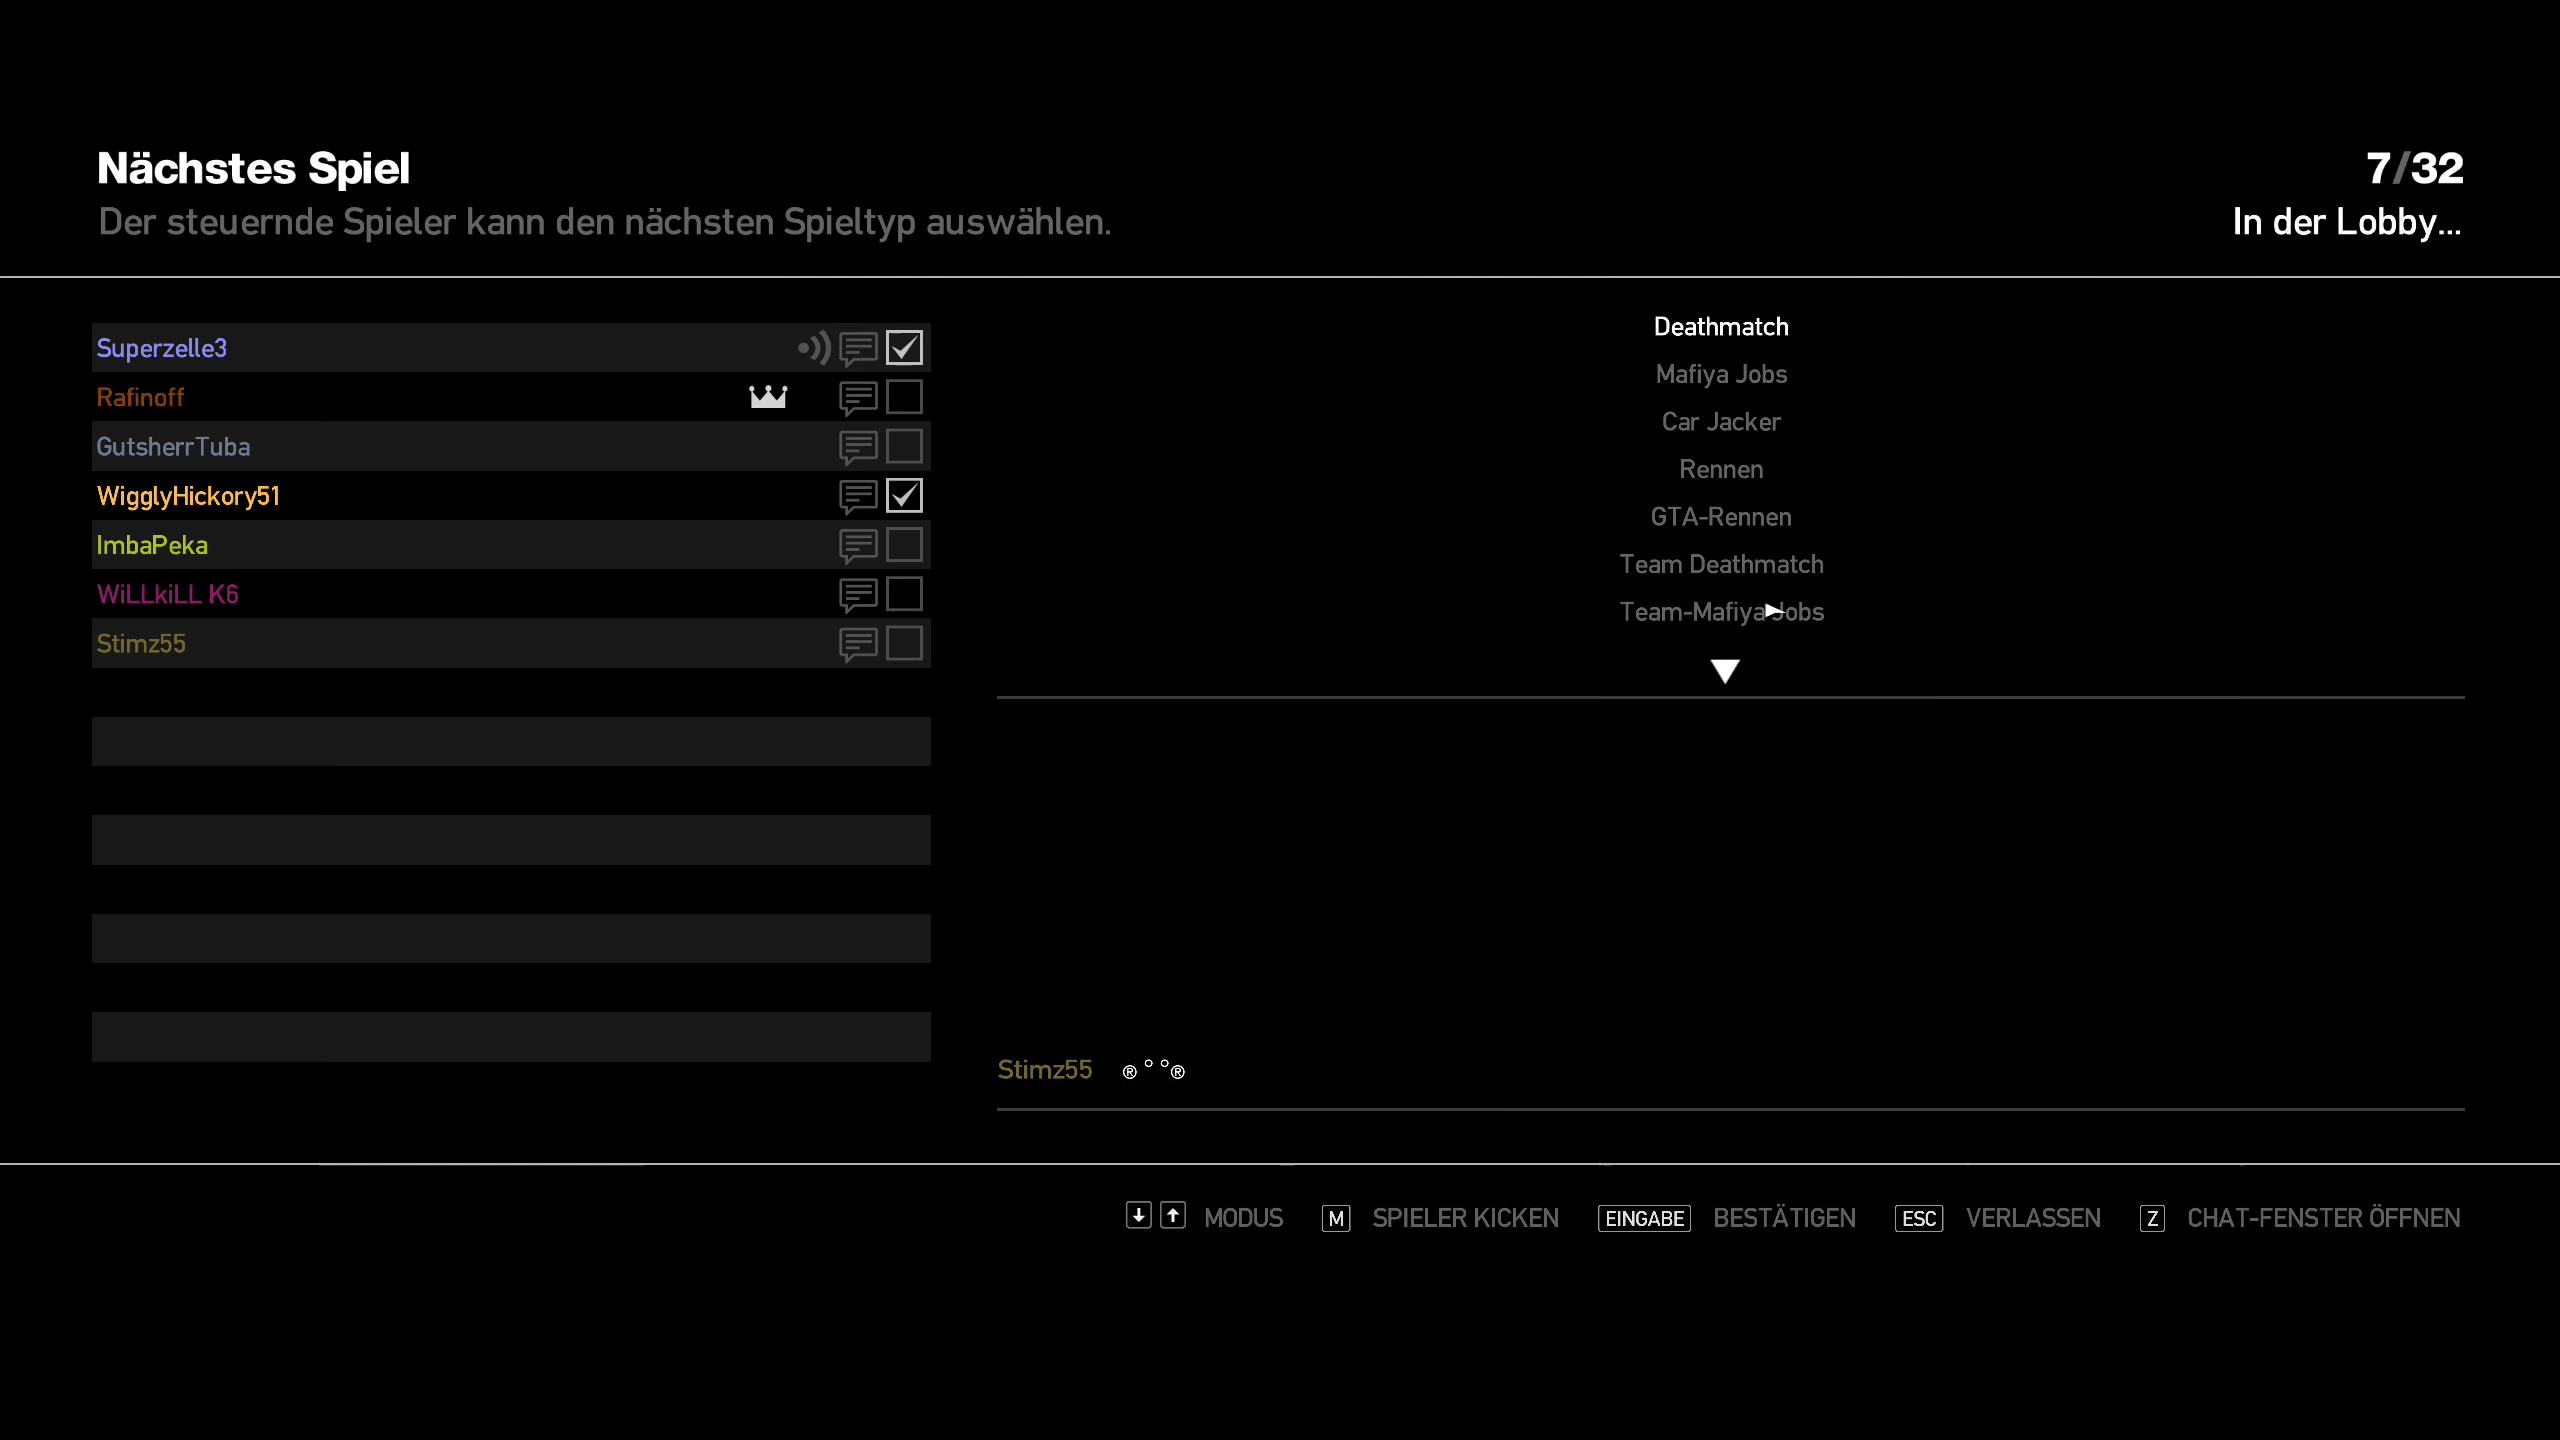 Nächstes Spiel
7/32
Der steuernde Spieler kann den nächsten Spieltyp auswählen.
In der Lobby...
Superzelle3
Rafinoff
GutsherrTuba
WigglyHickory51
ImbaPeka
WiLLkiLL K6
Stimz55
Deathmatch
Mafiya Jobs
Car Jacker
Rennen
GTA-Rennen
Team Deathmatch
Team-Mafiya Jobs
Stimz55 ®°°®
MODUS M SPIELER KICKEN EINGABE BESTÄTIGEN ESC VERLASSEN Z CHAT-FENSTER ÖFFNEN